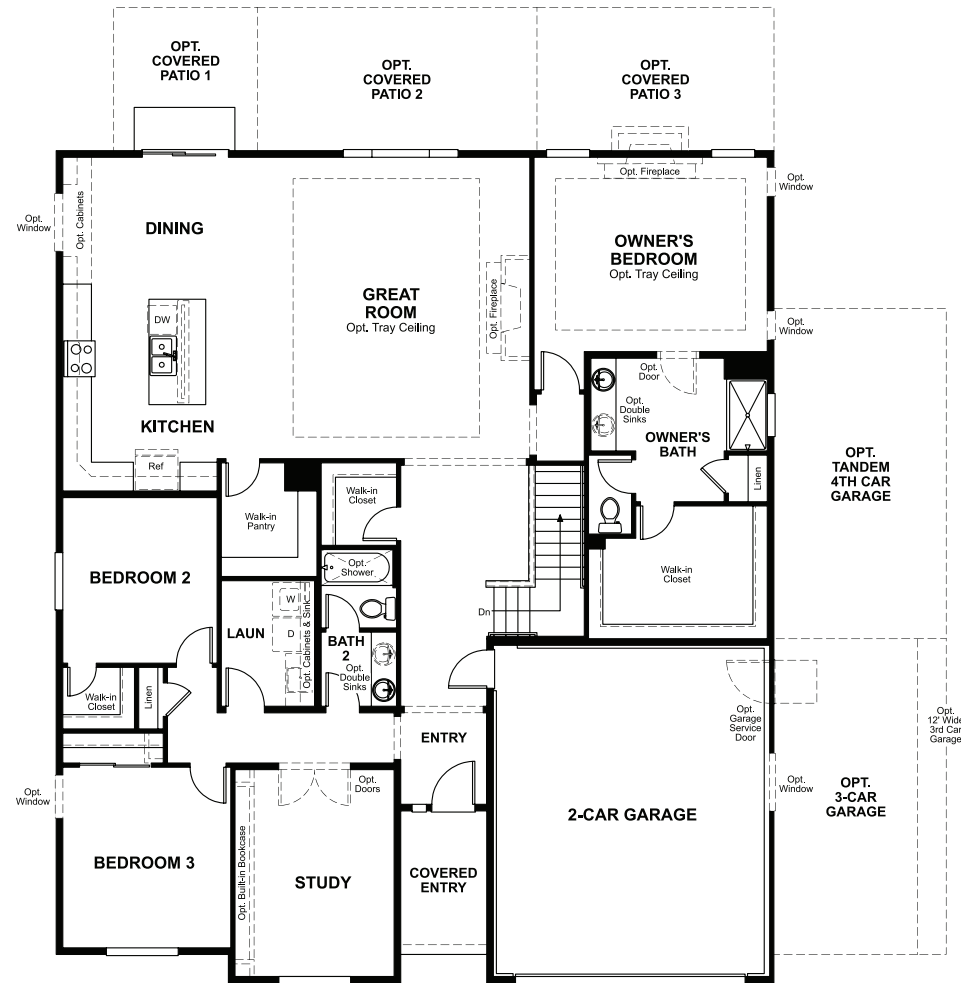 OPT.
COVERED
PATIO 1
OPT.
COVERED
PATIO 2
OPT.
COVERED
PATIO 3
Opt. Fireplace
Opt.
Window
Opt. Cabinets
Opt.
Window
DINING
OWNER'S
BEDROOM
Opt. Tray Ceiling
GREAT
ROOM
Opt. Tray Ceiling
Opt. Fireplace
DW
Opt.
Window
Opt.
Door
Opt.
Double
Sinks
KITCHEN
OWNER'S
BATH
Ref
Linen
OPT.
TANDEM
4TH CAR
GARAGE
Walk-in
Closet
Walk-in
Pantry
Opt.
Shower
Walk-in
Closet
BEDROOM 2
W
D
Opt. Cabinets & Sink
LAUN
BATH
2
Opt.
Double
Sinks
Dn
Walk-in
Closet
Linen
ENTRY
Opt.
Garage
Service
Door
Opt.
12' Wide
3rd Car
Garage
Opt.
Window
Opt.
Doors
Opt.
Window
OPT.
3-CAR
GARAGE
2-CAR GARAGE
BEDROOM 3
Opt. Built-in Bookcase
STUDY
COVERED
ENTRY